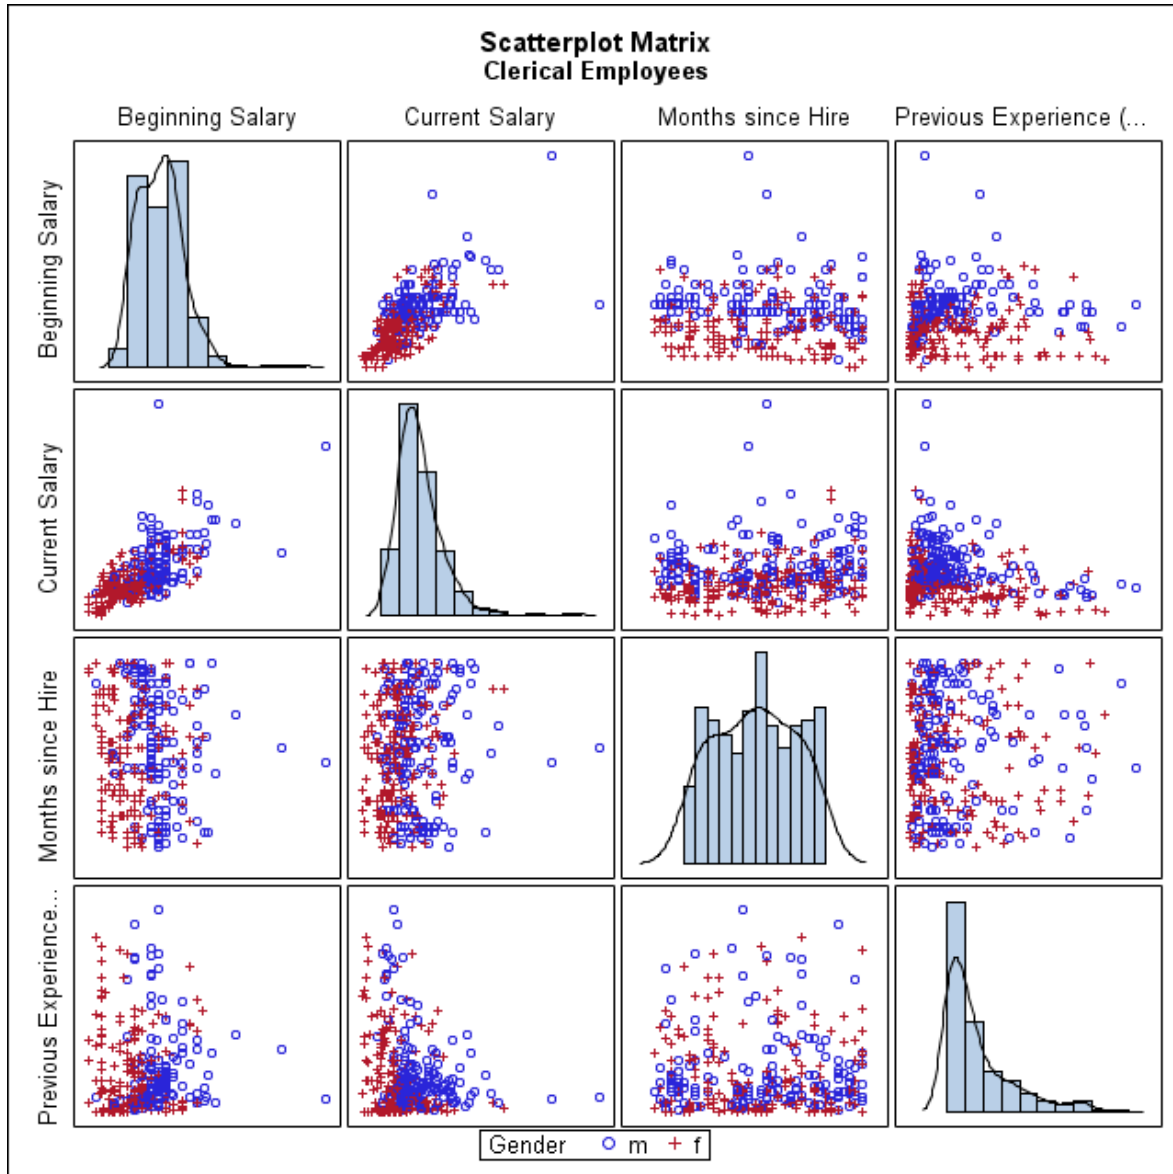 Scatterplot Matrix
Clerical Employees
Beginning Salary
Current Salary
Months since Hire
Previous Experience (...
Beginning Salary
Current Salary
Months since Hire
Previous Experience...
Gender m f